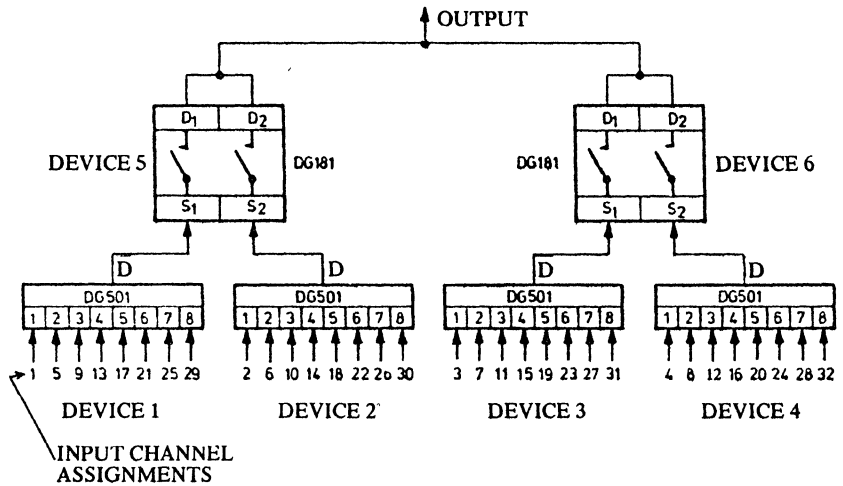 OUTPUT
D1 D2
D1 D2
DEVICE 5
DG181
DG181
DEVICE 6
S1 S2
S1 S2
D
D
D
D
DG501
DG501
DG501
DG501
1 2 3 4 5 6 7 8
1 2 3 4 5 6 7 8
1 2 3 4 5 6 7 8
1 2 3 4 5 6 7 8
1 5 9 13 17 21 25 29
2 6 10 14 18 22 26 30
3 7 11 15 19 23 27 31
4 8 12 16 20 24 28 32
DEVICE 1
DEVICE 2
DEVICE 3
DEVICE 4
INPUT CHANNEL
ASSIGNMENTS